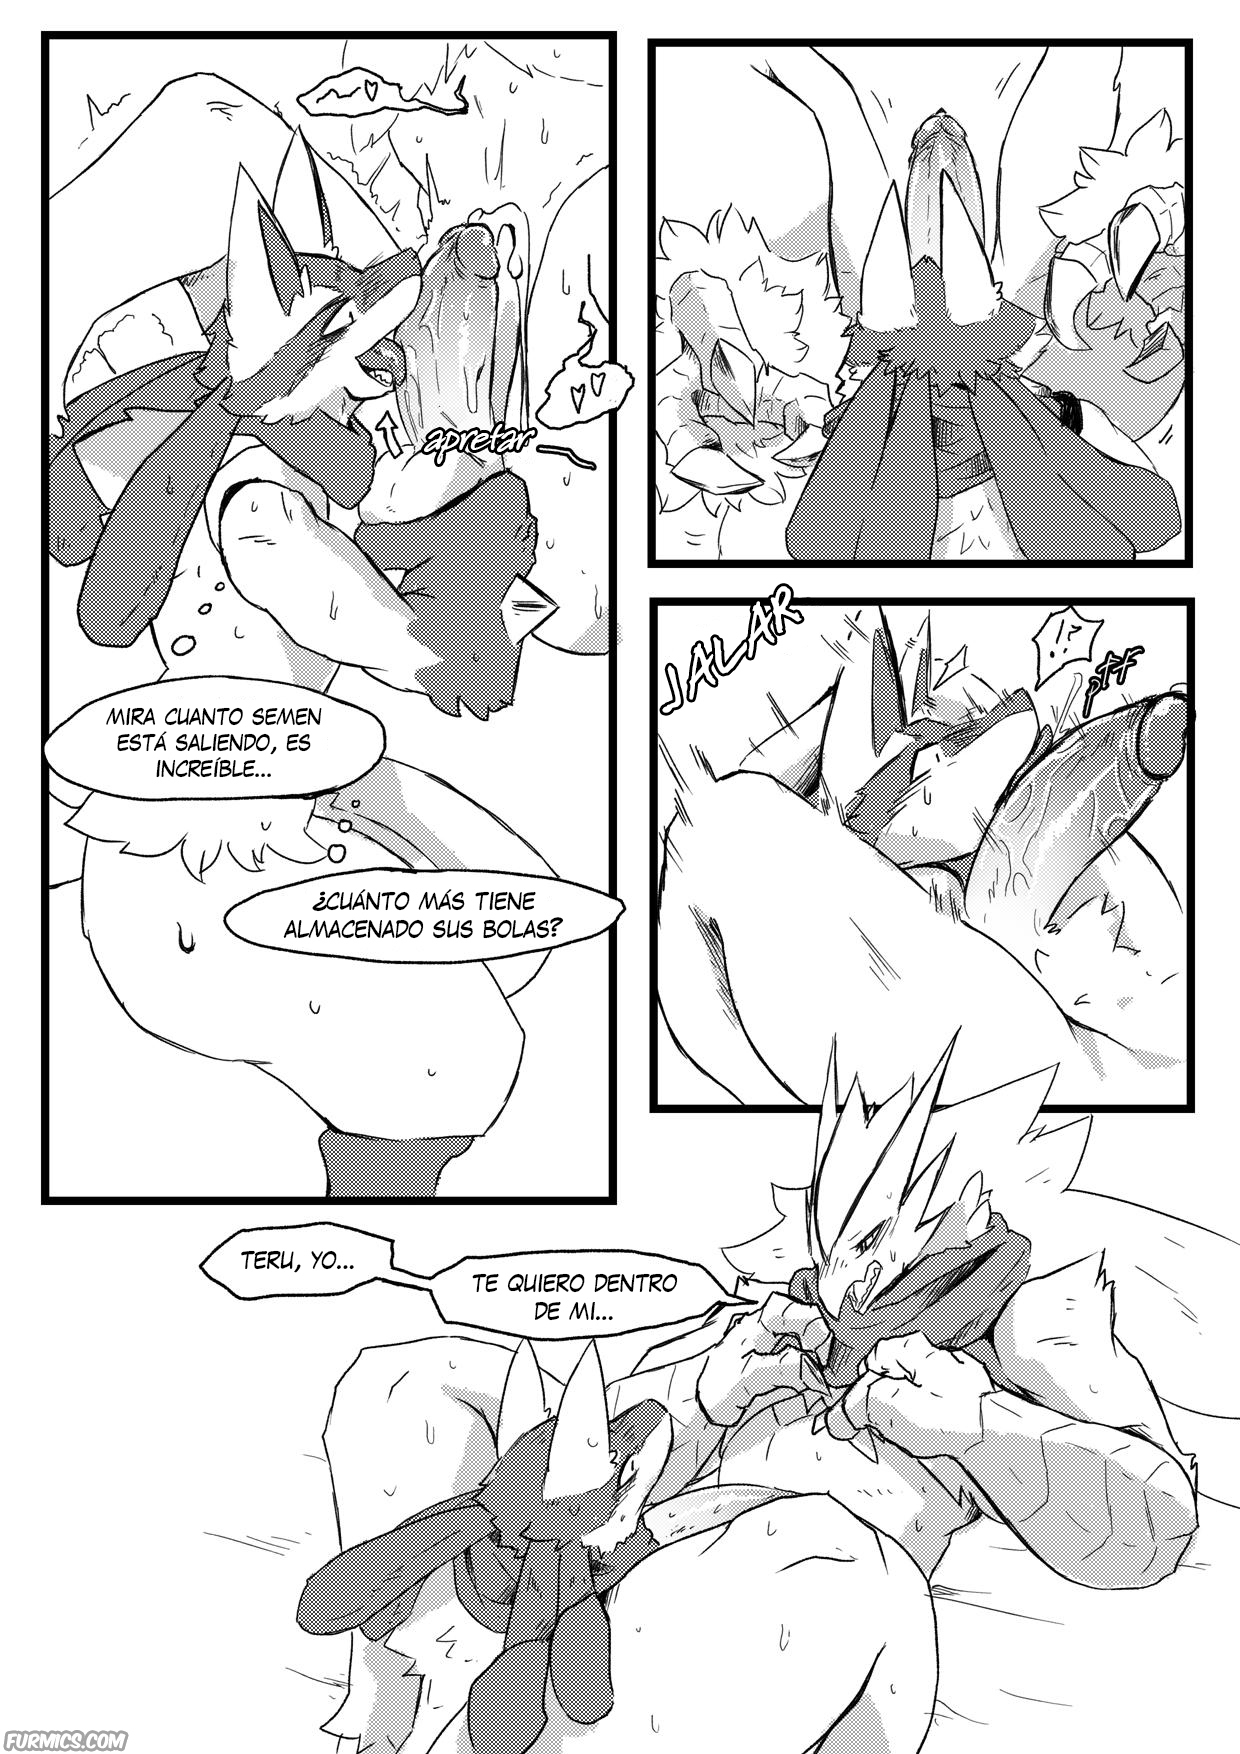 apretar
MIRA CUANTO SEMEN
ESTÁ SALIENDO, ES
INCREÍBLE...
¿CUÁNTO MÁS TIENE
ALMACENADO SUS BOLAS?
JALAR
!?
pff
TERU, YO...
TE QUIERO DENTRO
DE MI...
FURMICS.COM